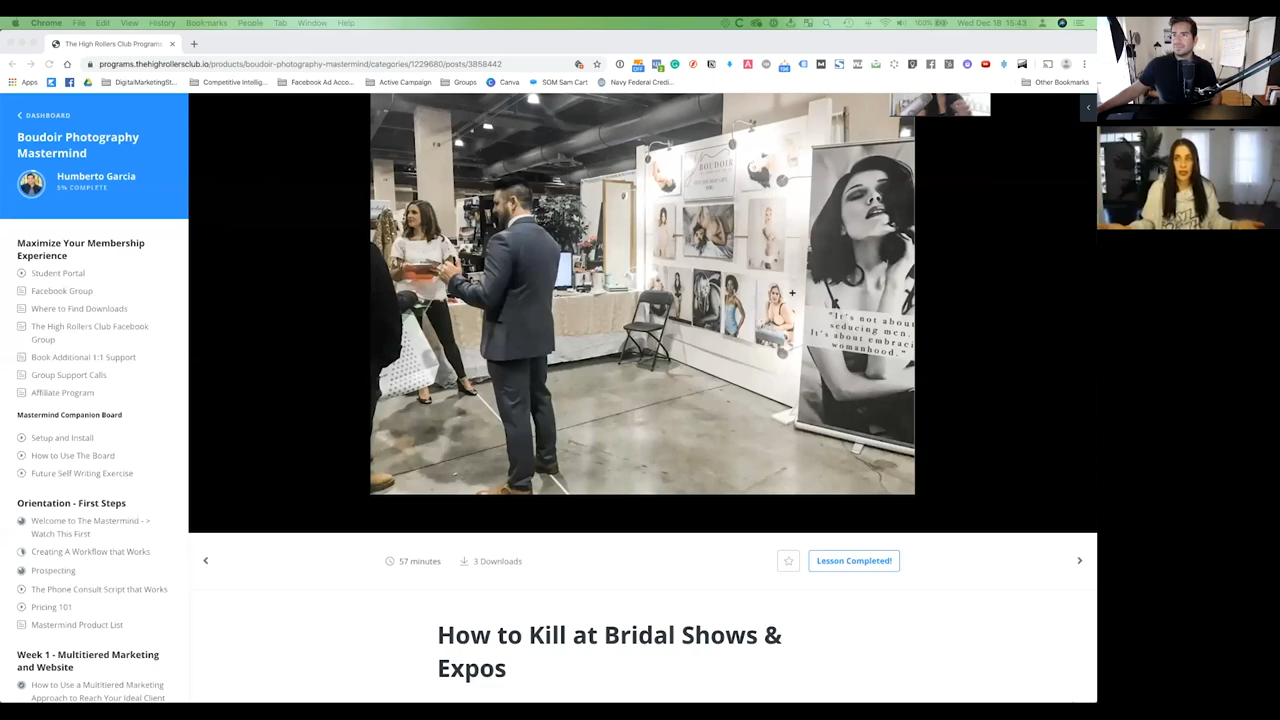 Chrome File Edit View History Bookmarks People Tab Window Help
100%
Wed Dec 18 15:43
The High Rollers Club Programs
programs.thehighrollersclub.io/products/boudoir-photography-mastermind/categories/1229680/posts/3858442
Apps
DigitalMarketingSt...
Competitive Intellig...
Facebook Ad Acco...
Active Campaign
Groups
Canva
SGM Sam Cart
Navy Federal Credi...
Other Bookmarks
DASHBOARD
Boudoir Photography
Mastermind
Humberto Garcia
5% COMPLETE
Maximize Your Membership
Experience
Student Portal
Facebook Group
Where to Find Downloads
The High Rollers Club Facebook
Group
Book Additional 1:1 Support
Group Support Calls
Affiliate Program
Mastermind Companion Board
Setup and Install
How to Use The Board
Future Self Writing Exercise
Orientation - First Steps
Welcome to The Mastermind - >
Watch This First
Creating A Workflow that Works
Prospecting
The Phone Consult Script that Works
Pricing 101
Mastermind Product List
Week 1 - Multitiered Marketing
and Website
How to Use a Multitiered Marketing
Approach to Reach Your Ideal Client
BOUDOIR
"It's not about
seducing men.
It's about embraci
womanhood."
57 minutes
3 Downloads
Lesson Completed!
How to Kill at Bridal Shows &
Expos